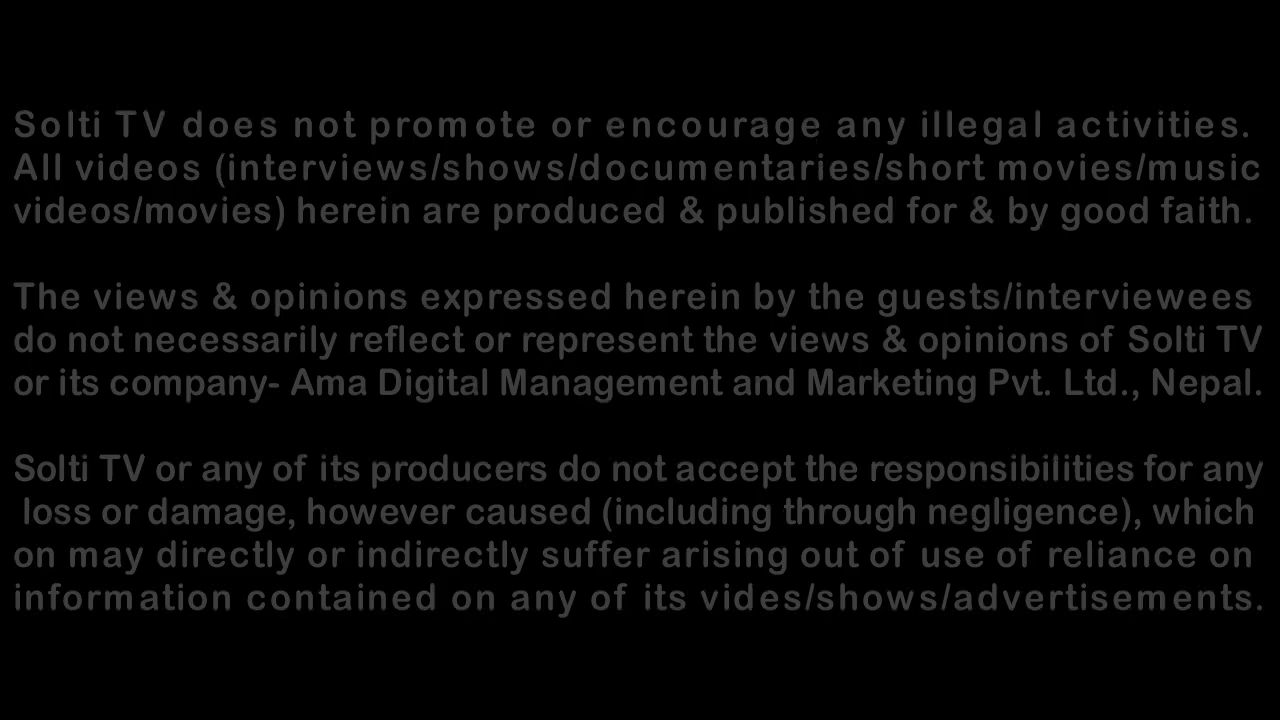 Solti TV does not promote or encourage any illegal activities.
All videos (interviews/shows/documentaries/short movies/music
videos/movies) herein are produced & published for & by good faith.
The views & opinions expressed herein by the guests/interviewees
do not necessarily reflect or represent the views & opinions of Solti TV
or its company- Ama Digital Management and Marketing Pvt. Ltd., Nepal.
Solti TV or any of its producers do not accept the responsibilities for any
loss or damage, however caused (including through negligence), which
on may directly or indirectly suffer arising out of use of reliance on
information contained on any of its vides/shows/advertisements.